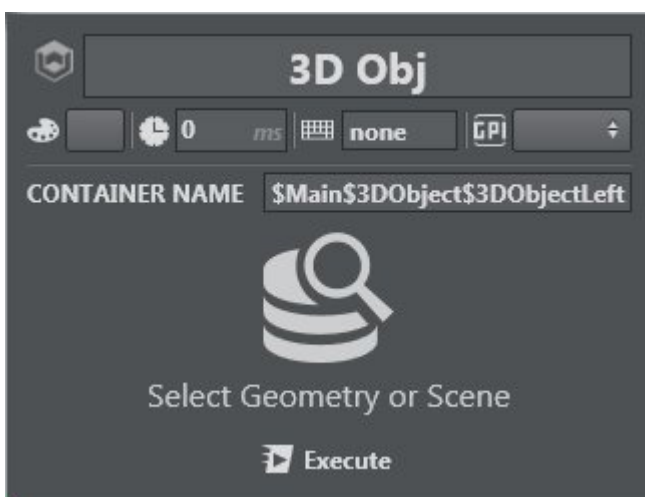 3D Obj
0 ms none GPI
CONTAINER NAME $Main$3DObject$3DObjectLeft
Select Geometry or Scene
Execute